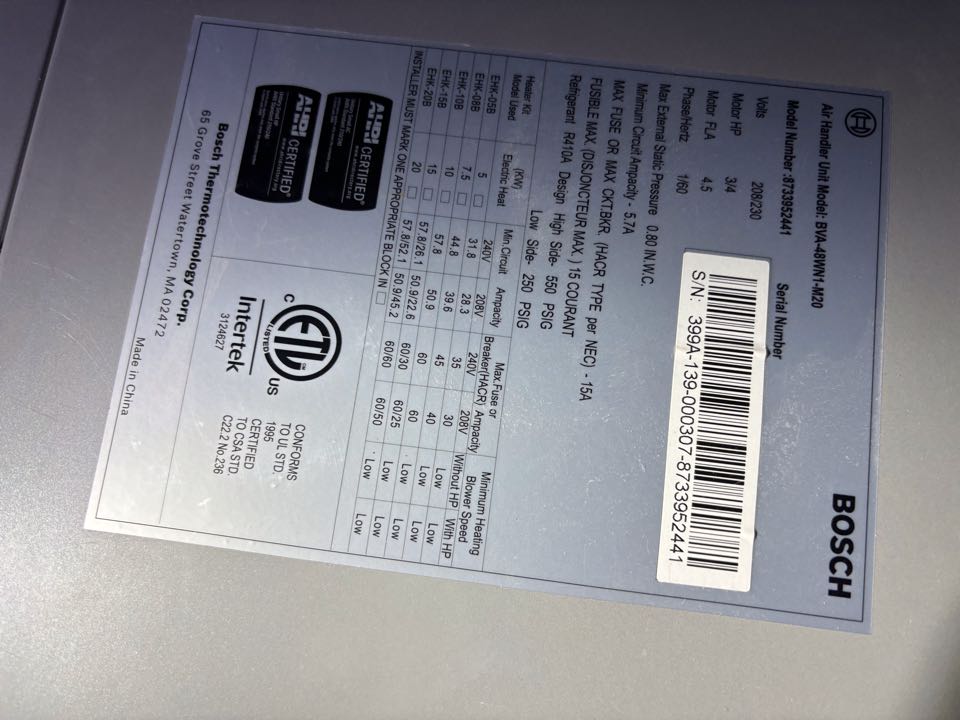 BOSCH
Air Handler Unit Model: BVA-48WN1-M20
Model Number :8733952441
Serial Number
S/N: 399A-139-000307-8733952441
Volts 208/230
Motor HP 3/4
Motor FLA 4.5
Phase/Hertz 1/60
Max External Static Pressure 0.80 IN.W.C.
Minimum Circuit Ampacity - 5.7A
MAX FUSE OR MAX CKT.BKR. (HACR TYPE per NEC) - 15A
FUSIBLE MAX. (DISJONCTEUR MAX. ) 15 COURANT
Refrigerant R410A Design High Side- 550 PSIG
Low Side- 250 PSIG
Heater Kit Electric Heat Min.Circuit Ampacity Max.Fuse or Minimum Heating
Model Used (KW) Breaker(HACR) Ampacity Blower Speed
240V 208V 240V 208V Without HP With HP
EHK-05B 5 □ 31.8 28.3 35 30 Low Low
EHK-08B 7.5 □ 44.8 39.6 45 40 Low Low
EHK-10B 10 □ 57.8 50.9 60 60 Low Low
EHK-15B 15 □ 57.8/26.1 50.9/22.6 60/30 60/25 Low Low
EHK-20B 20 □ 57.8/52.1 50.9/45.2 60/60 60/50 Low Low
INSTALLER MUST MARK ONE APPROPRIATE BLOCK IN □
AHRI CERTIFIED®
www.ahridirectory.org
AHRI CERTIFIED®
www.ahridirectory.org
ETL
LISTED
C US
Intertek
3124627
CONFORMS
TO UL STD.
1995
CERTIFIED
TO CSA STD.
C22.2 No.236
Bosch Thermotechnology Corp.
65 Grove Street Watertown, MA 02472
Made in China